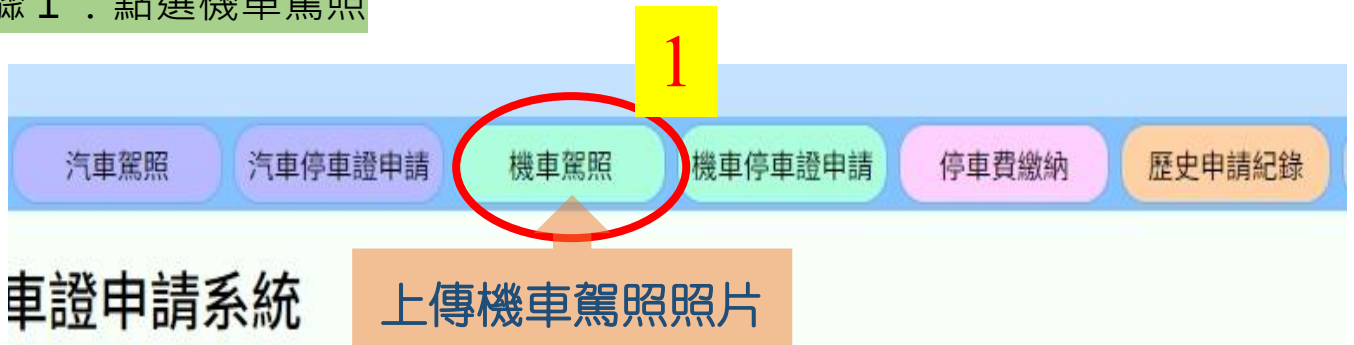 驟１：點選機車駕照
1
汽車駕照 汽車停車證申請 機車駕照 機車停車證申請 停車費繳納 歷史申請紀錄
車證申請系統
上傳機車駕照照片